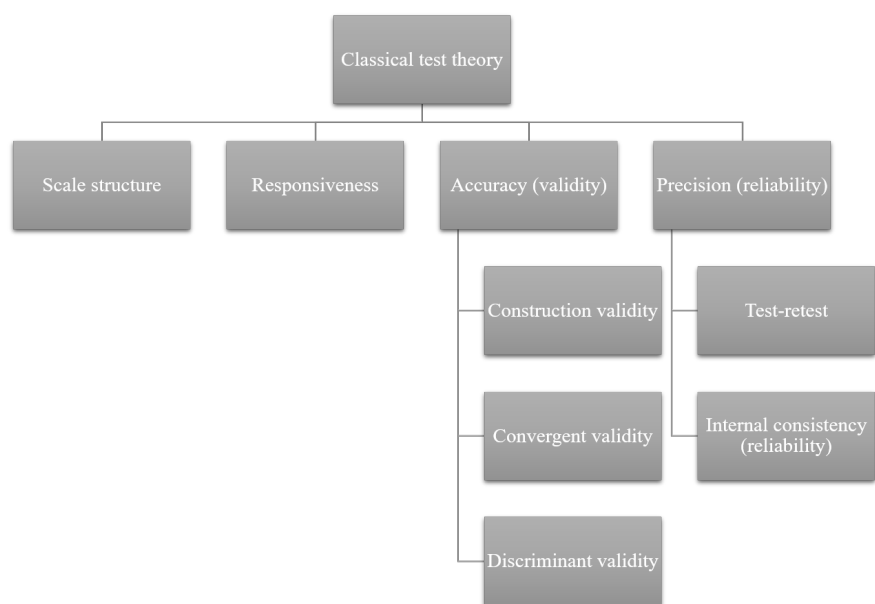 Classical test theory
Scale structure
Responsiveness
Accuracy (validity)
Precision (reliability)
Construction validity
Test-retest
Convergent validity
Internal consistency
(reliability)
Discriminant validity